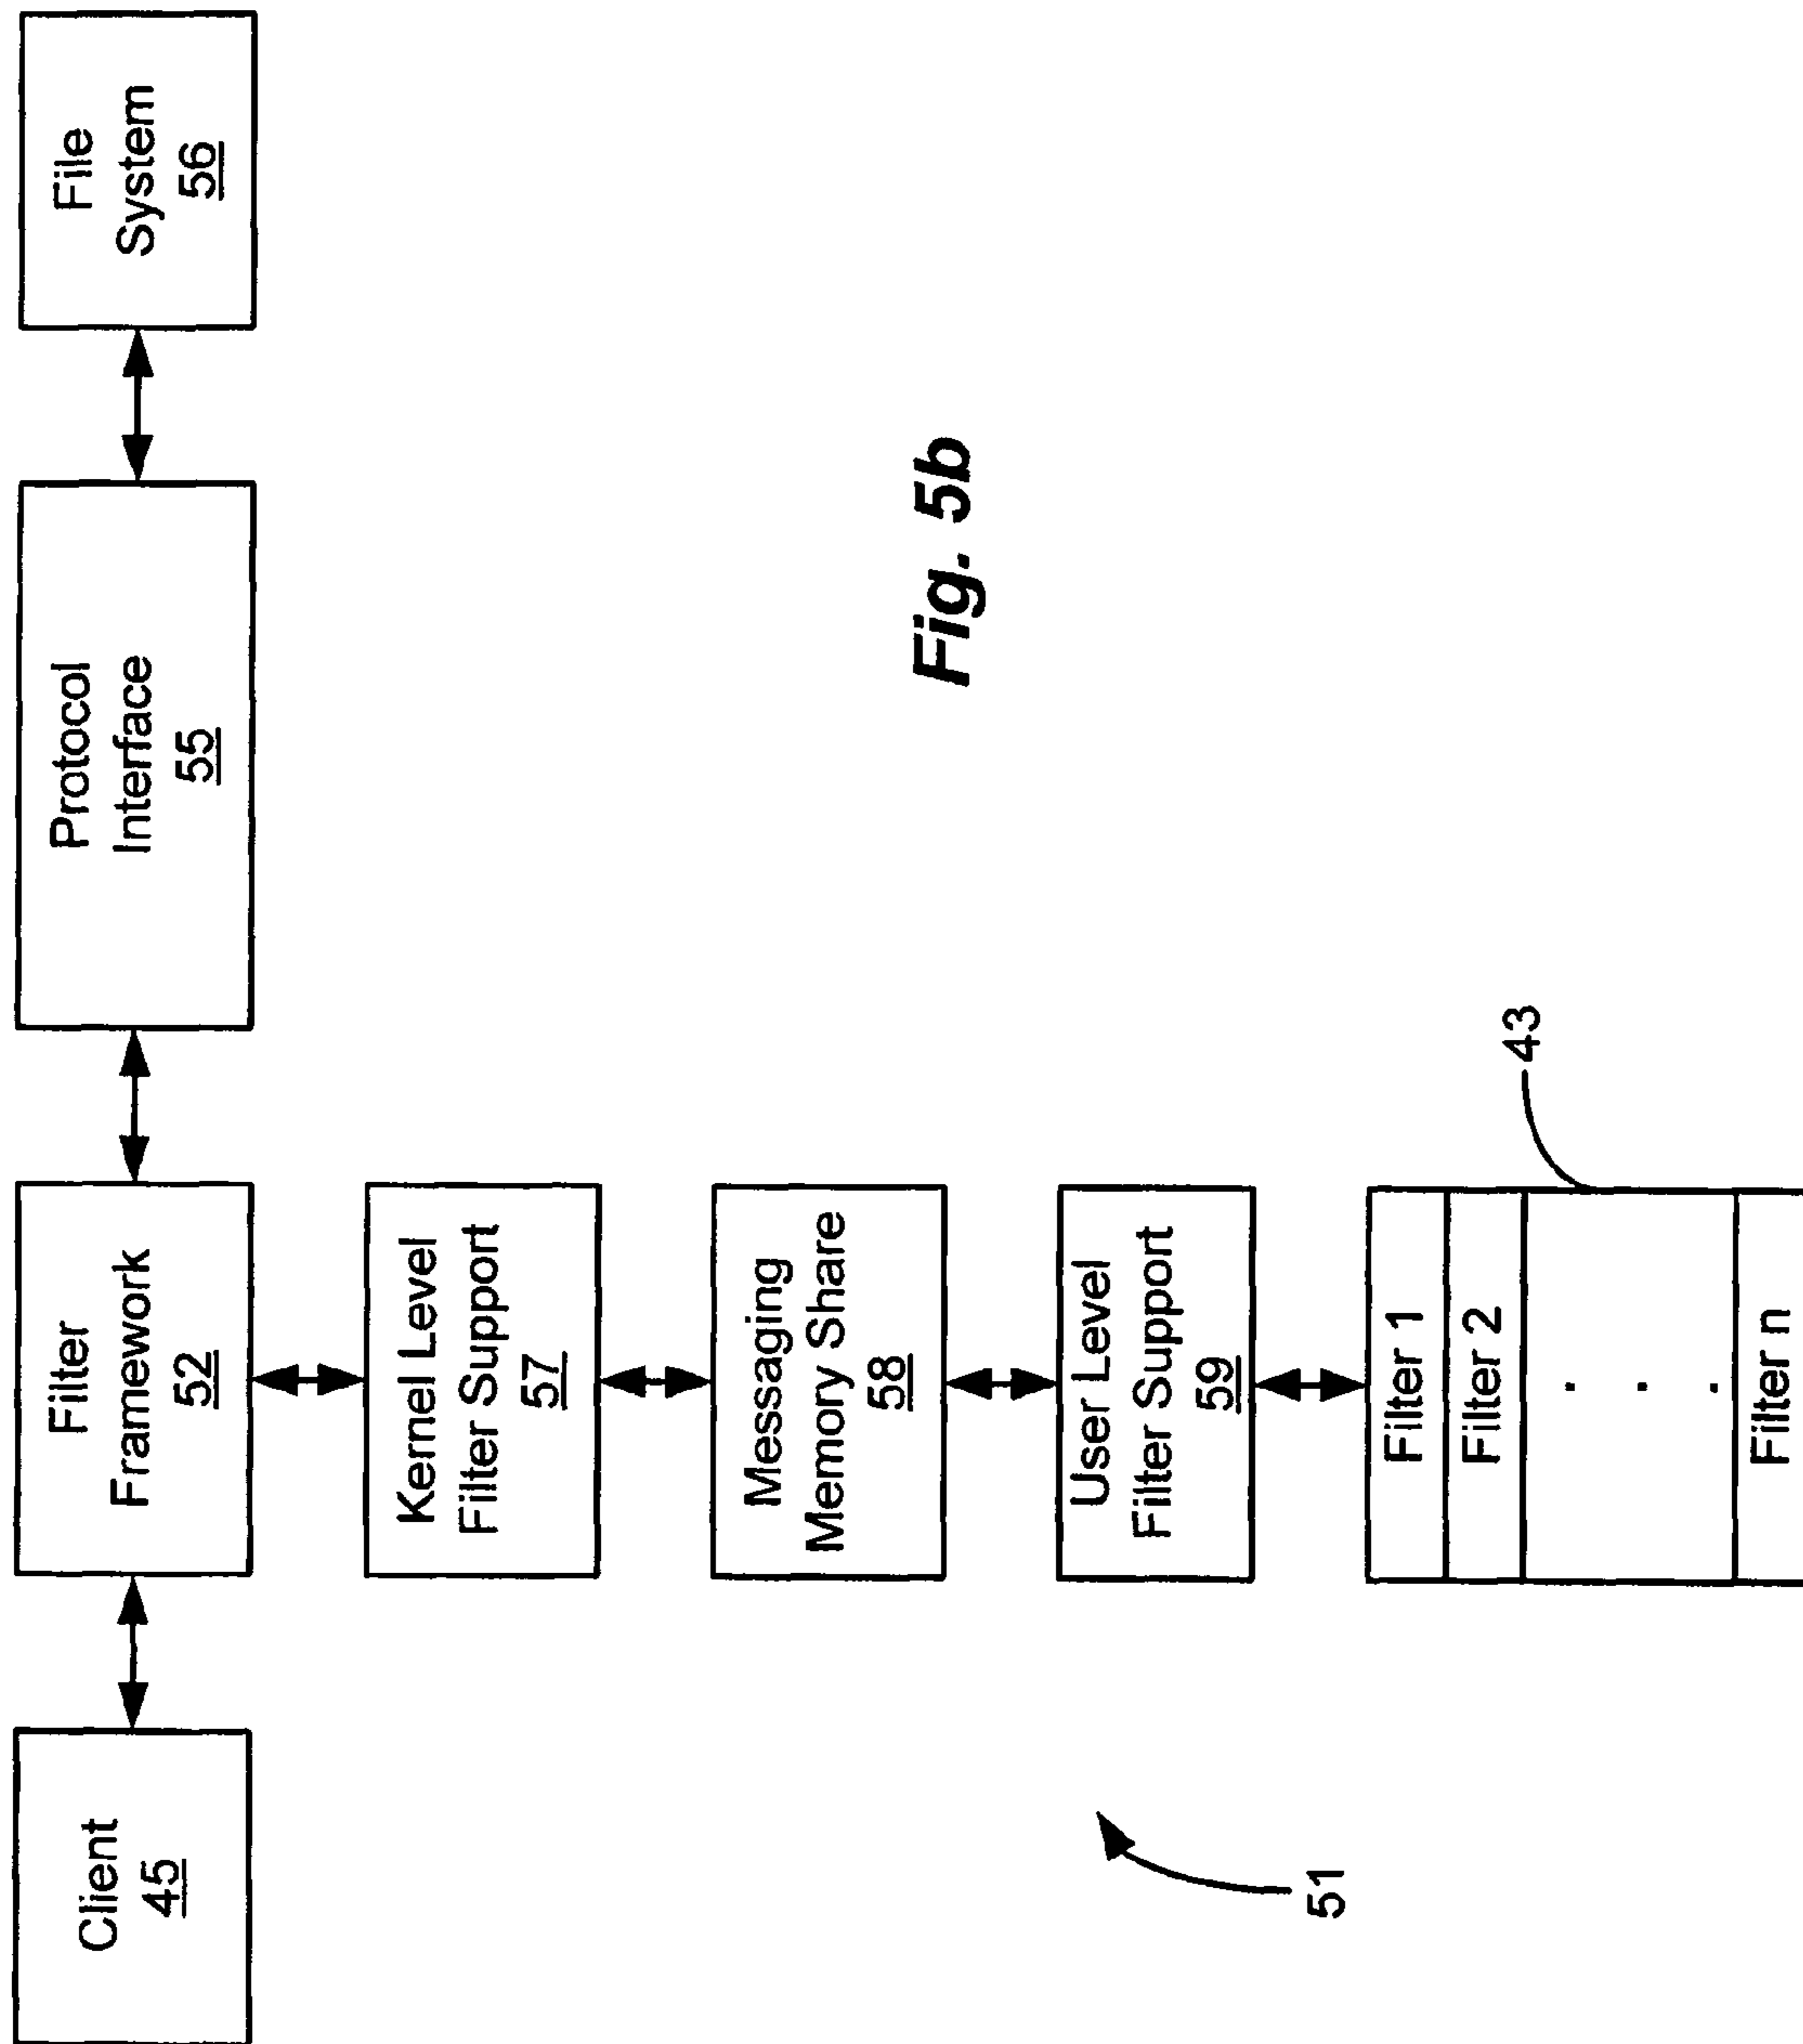 Client
45
Filter
Framework
52
Protocol
Interface
55
File
System
56
Kernel Level
Filter Support
57
Messaging
Memory Share
58
User Level
Filter Support
59
Filter 1
Filter 2
. . .
Filter n
43
51
Fig. 5b